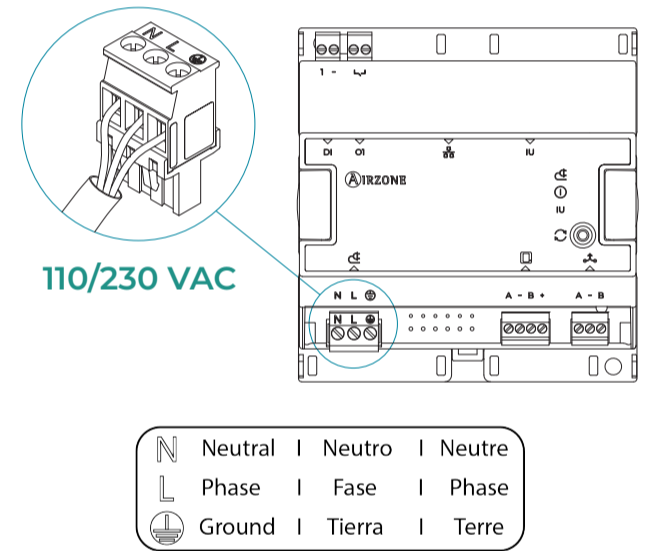 N L
1 -
DI O1 IU
AIRZONE
IU
110/230 VAC
N L
A - B +
A - B
N L
N Neutral I Neutro I Neutre
L Phase I Fase I Phase
Ground I Tierra I Terre